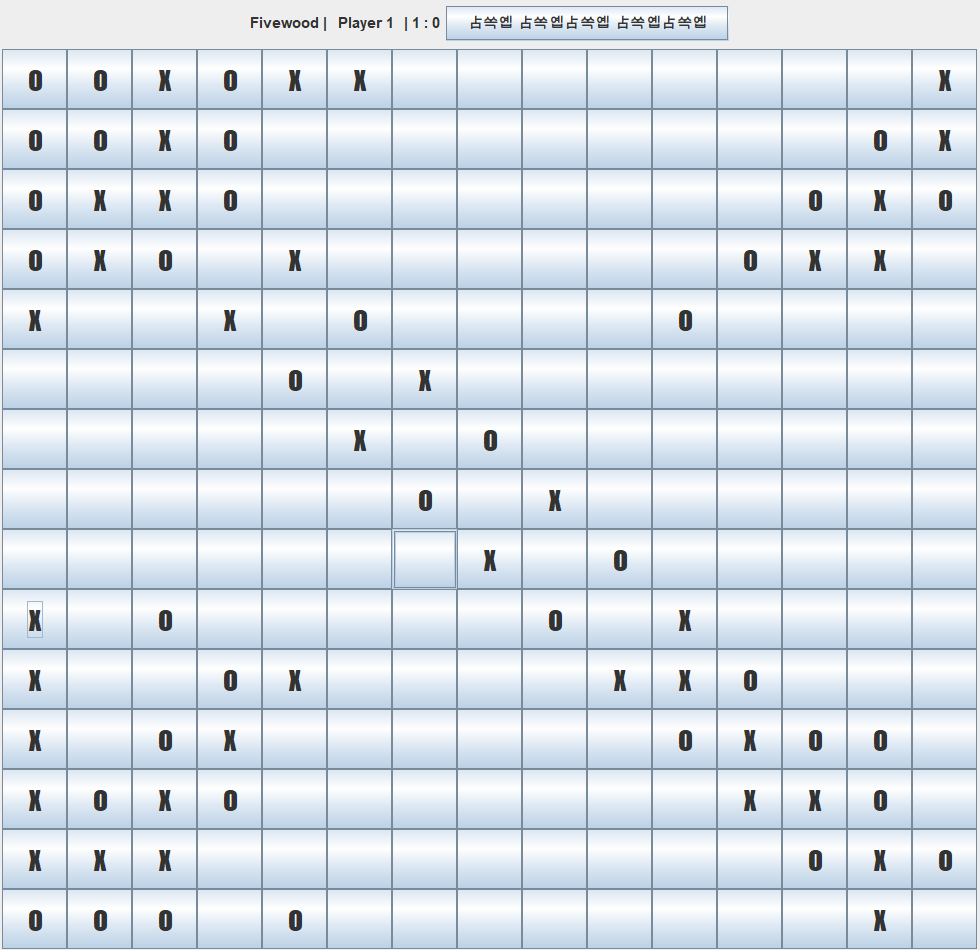 Fivewood | Player 1 | 1 : 0 占쏙옙 占쏙옙占쏙옙 占쏙옙占쏙옙
O O X O X X X
O O X O O X
O X X O O X O
O X O X O X X
X X O O
O X
X O
O X
X O
X O O X
X O X X X O
X O X O X O O
X O X O X X O
X X X O X O
O O O O X